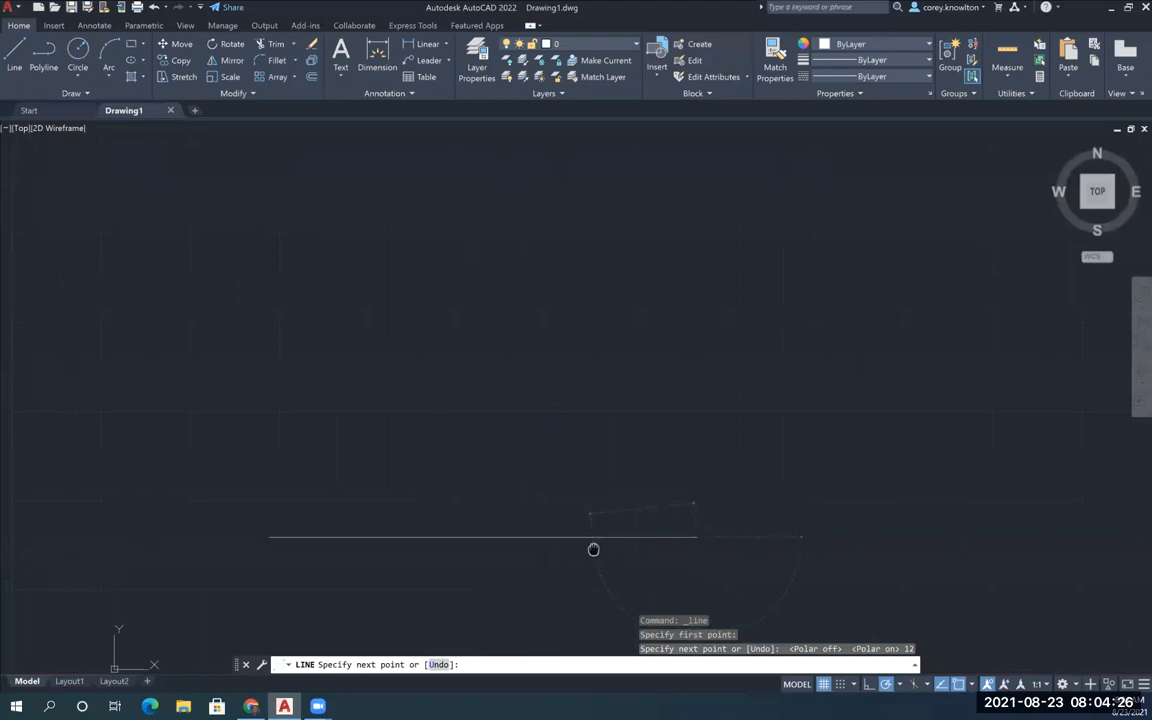 Share
Autodesk AutoCAD 2022 Drawing1.dwg
Type a keyword or phrase
corey.knowlton
Home Insert Annotate Parametric View Manage Output Add-ins Collaborate Express Tools Featured Apps
Line Polyline Circle Arc
Move Rotate Trim
Copy Mirror Fillet
Stretch Scale Array
Text Dimension
Linear
Leader
Table
Layer Properties
0
Make Current
Match Layer
Insert
Create
Edit
Edit Attributes
Match Properties
ByLayer
ByLayer
ByLayer
Group Measure Paste Base
Draw Modify Annotation Layers Block Properties Groups Utilities Clipboard View
Start Drawing1
[−][Top][2D Wireframe]
N
W TOP E
S
WCS
Y
X
Command: _line
Specify first point:
Specify next point or [Undo]: <Polar off> <Polar on> 12
LINE Specify next point or [Undo]:
Model Layout1 Layout2
MODEL 1:1
2021-08-23 08:04:26
8/23/2021